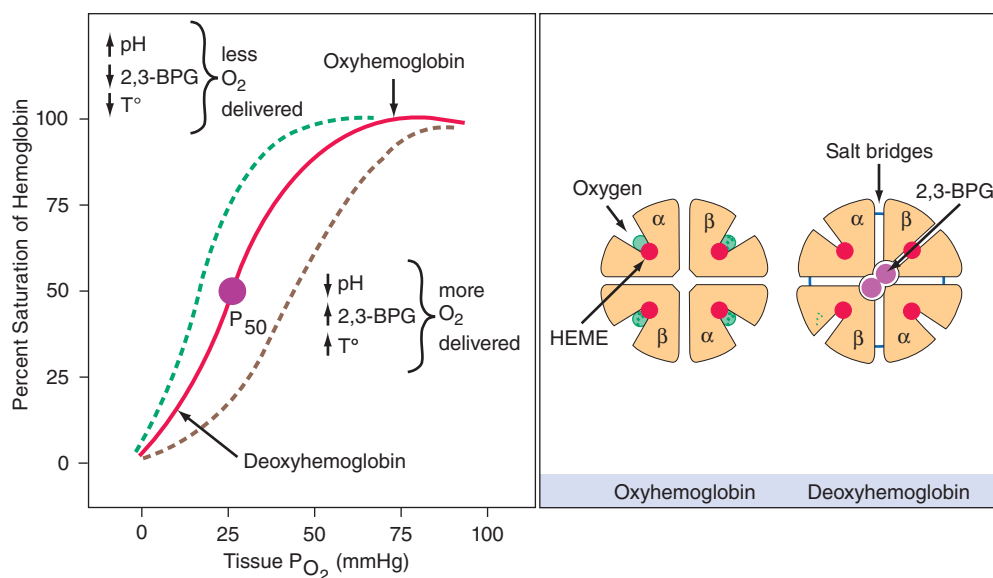 ↑ pH
↓ 2,3-BPG
↓ T°
less
O2
delivered
Oxyhemoglobin
100
75
50
25
0
Percent Saturation of Hemoglobin
P50
↓ pH
↑ 2,3-BPG
↑ T°
more
O2
delivered
Deoxyhemoglobin
0 25 50 75 100
Tissue PO2 (mmHg)
Salt bridges
2,3-BPG
Oxygen
α β
β α
HEME
α β
β α
Oxyhemoglobin
Deoxyhemoglobin